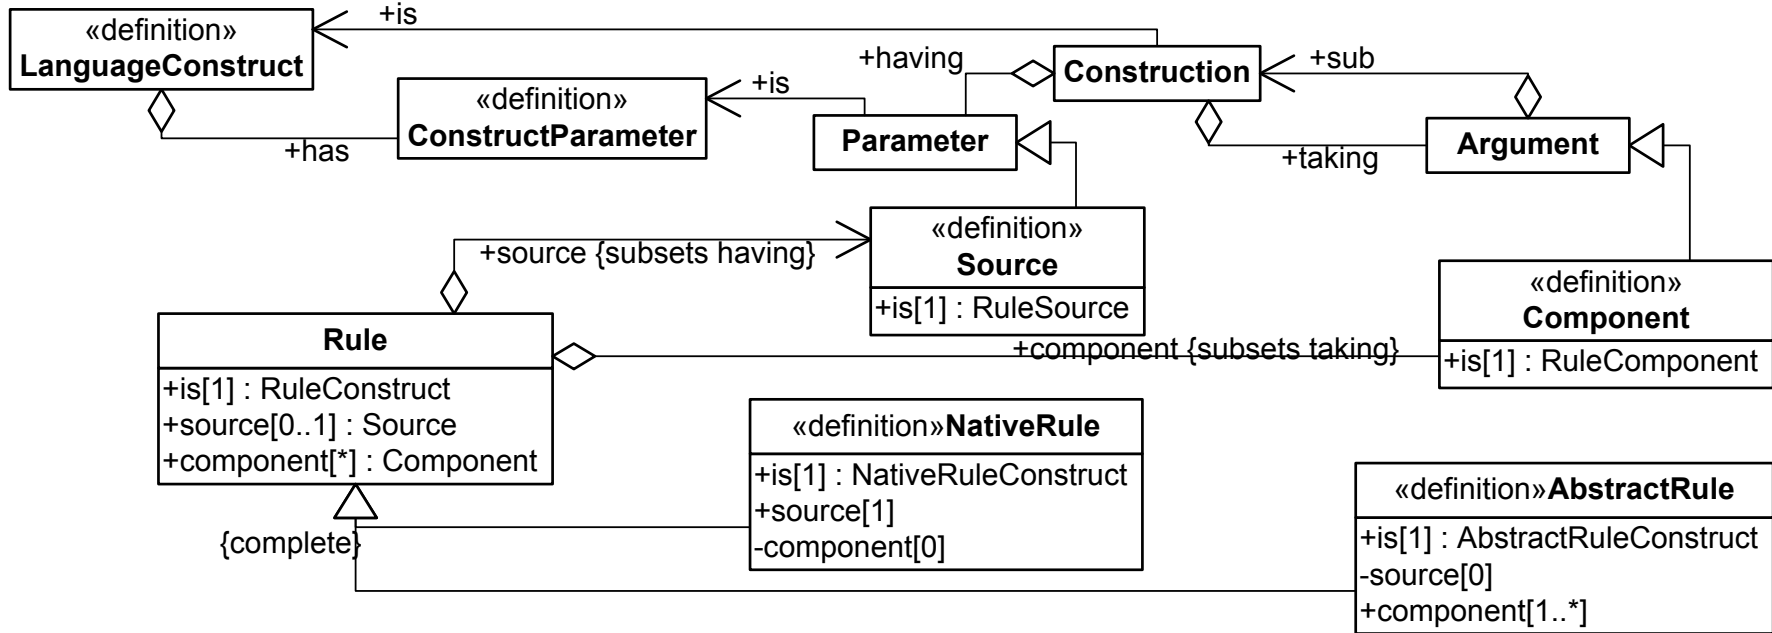 +is
«definition»
LanguageConstruct
+having
Construction
+sub
«definition»
ConstructParameter
+is
+has
Parameter
+taking
Argument
+source {subsets having}
«definition»
Source
+is[1] : RuleSource
«definition»
Component
+is[1] : RuleComponent
Rule
+is[1] : RuleConstruct
+source[0..1] : Source
+component[*] : Component
+component {subsets taking}
«definition»NativeRule
+is[1] : NativeRuleConstruct
+source[1]
-component[0]
{complete}
«definition»AbstractRule
+is[1] : AbstractRuleConstruct
-source[0]
+component[1..*]